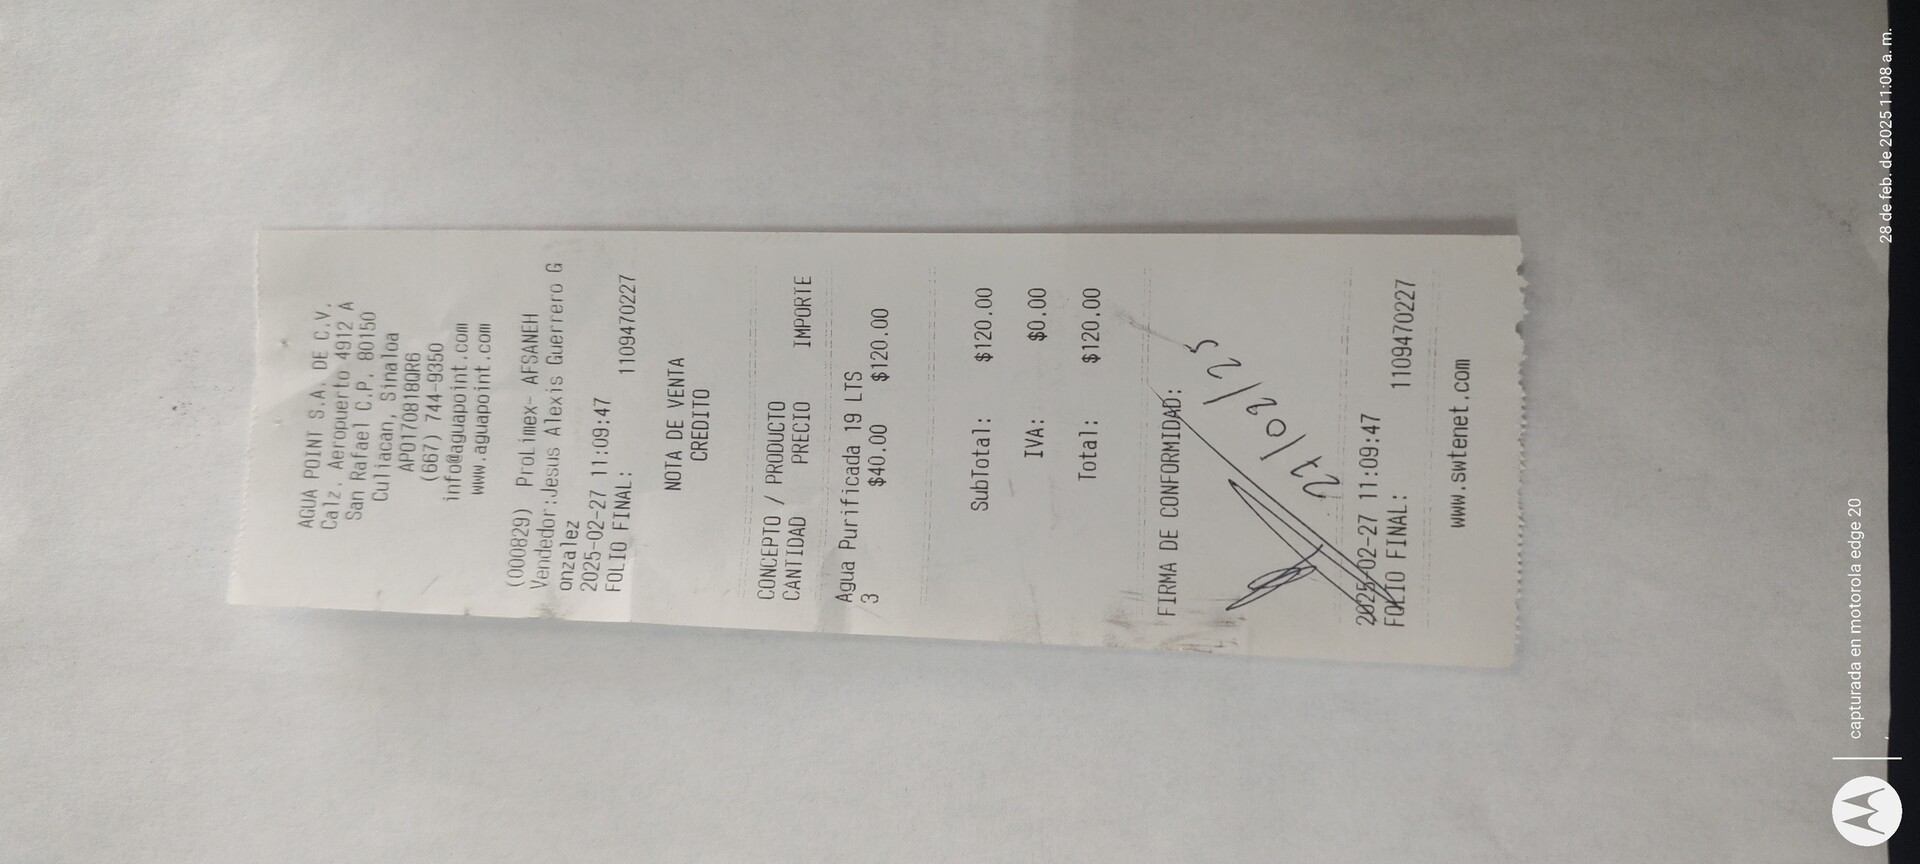 AGUA POINT S.A. DE C.V.
Calz. Aeropuerto 4912 A
San Rafael C.P. 80150
Culiacan, Sinaloa
APO170818QR6
(667) 744-9350
info@aguapoint.com
www.aguapoint.com
(000829) ProLimex- AFSANEH
Vendedor:Jesus Alexis Guerrero G
onzalez
2025-02-27 11:09:47
FOLIO FINAL: 1109470227
NOTA DE VENTA
CREDITO
CONCEPTO / PRODUCTO
CANTIDAD PRECIO IMPORTE
Agua Purificada 19 LTS
3 $40.00 $120.00
SubTotal: $120.00
IVA: $0.00
Total: $120.00
FIRMA DE CONFORMIDAD:
27/02/25
2025-02-27 11:09:47
FOLIO FINAL: 1109470227
www.swtenet.com
capturada en motorola edge 20
28 de feb. de 2025 11:08 a. m.